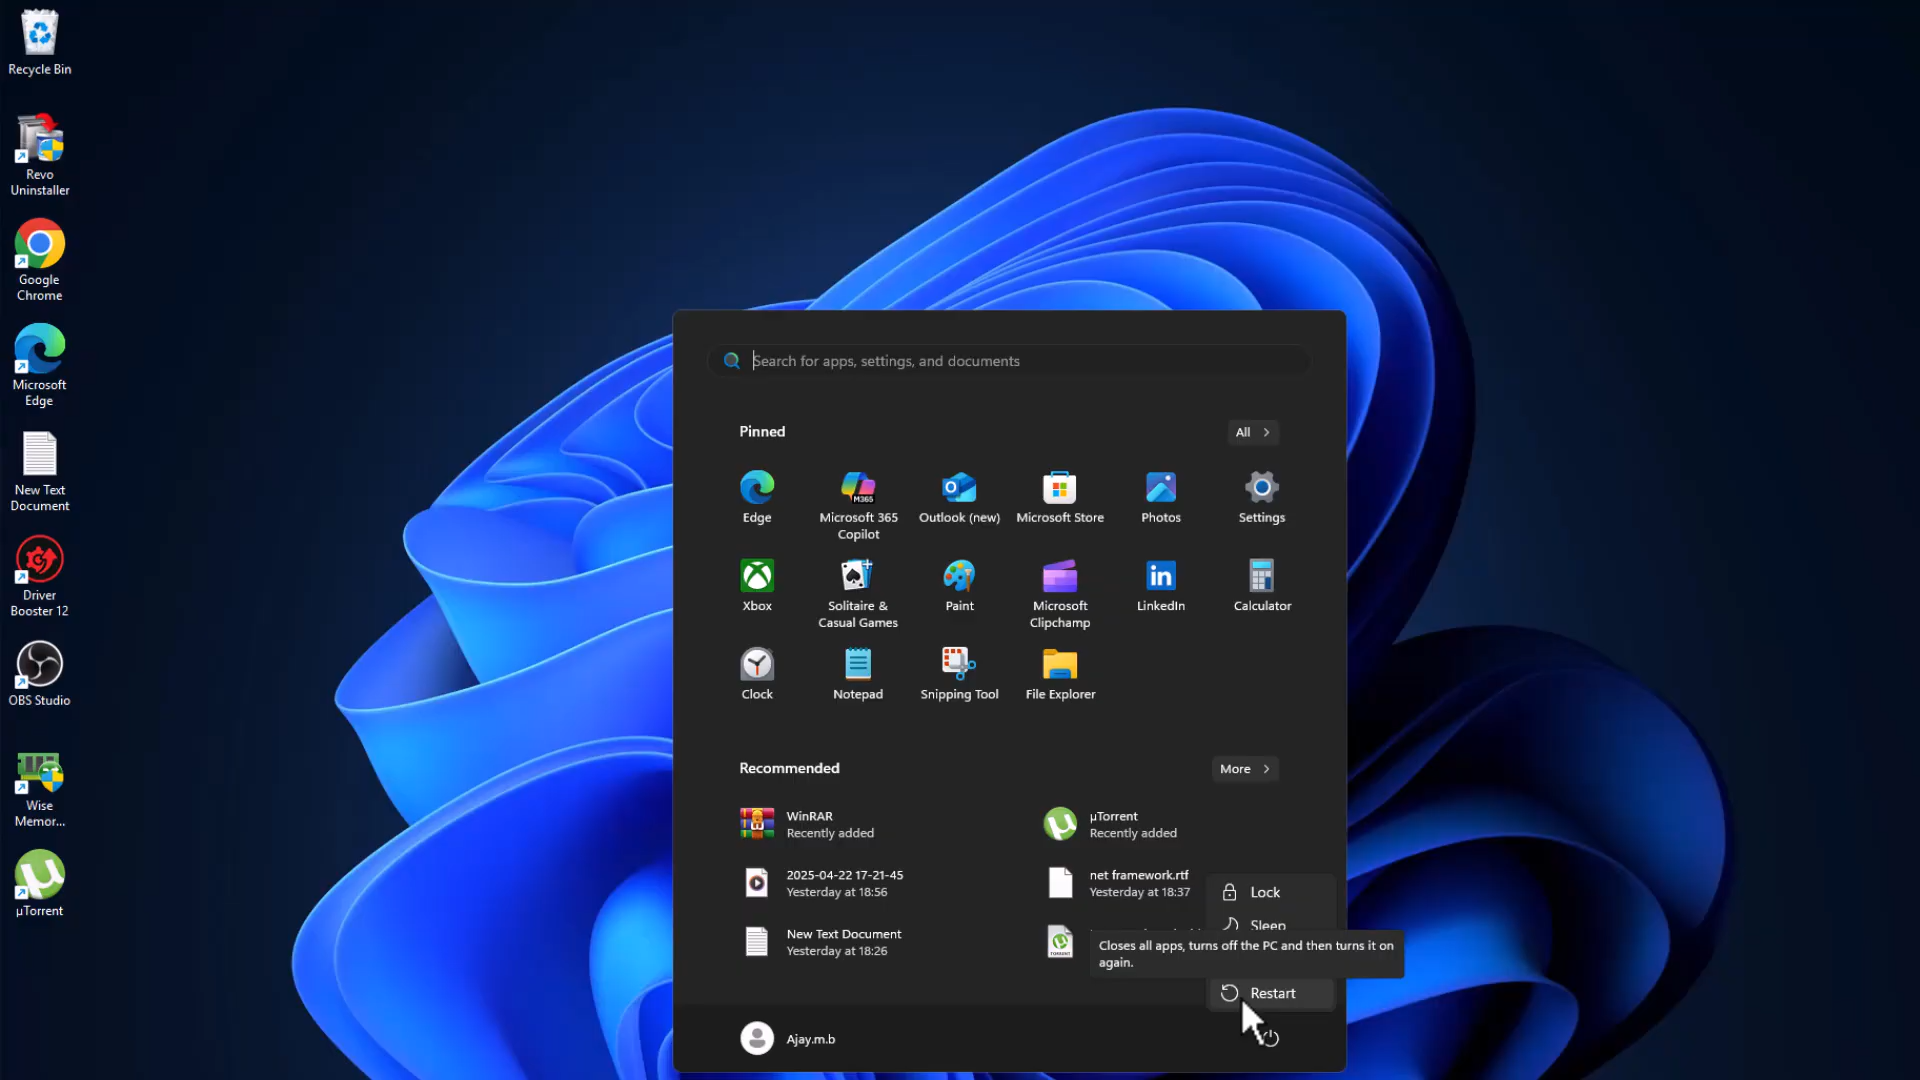 Recycle Bin
Revo
Uninstaller
Google
Chrome
Microsoft
Edge
New Text
Document
Driver
Booster 12
OBS Studio
Wise
Memor...
µTorrent
Search for apps, settings, and documents
Pinned
All
Edge
Microsoft 365
Copilot
Outlook (new)
Microsoft Store
Photos
Settings
Xbox
Solitaire &
Casual Games
Paint
Microsoft
Clipchamp
LinkedIn
Calculator
Clock
Notepad
Snipping Tool
File Explorer
Recommended
More
WinRAR
Recently added
µTorrent
Recently added
2025-04-22 17-21-45
Yesterday at 18:56
net framework.rtf
Yesterday at 18:37
New Text Document
Yesterday at 18:26
Lock
Sleep
Closes all apps, turns off the PC and then turns it on
again.
Restart
Ajay.m.b